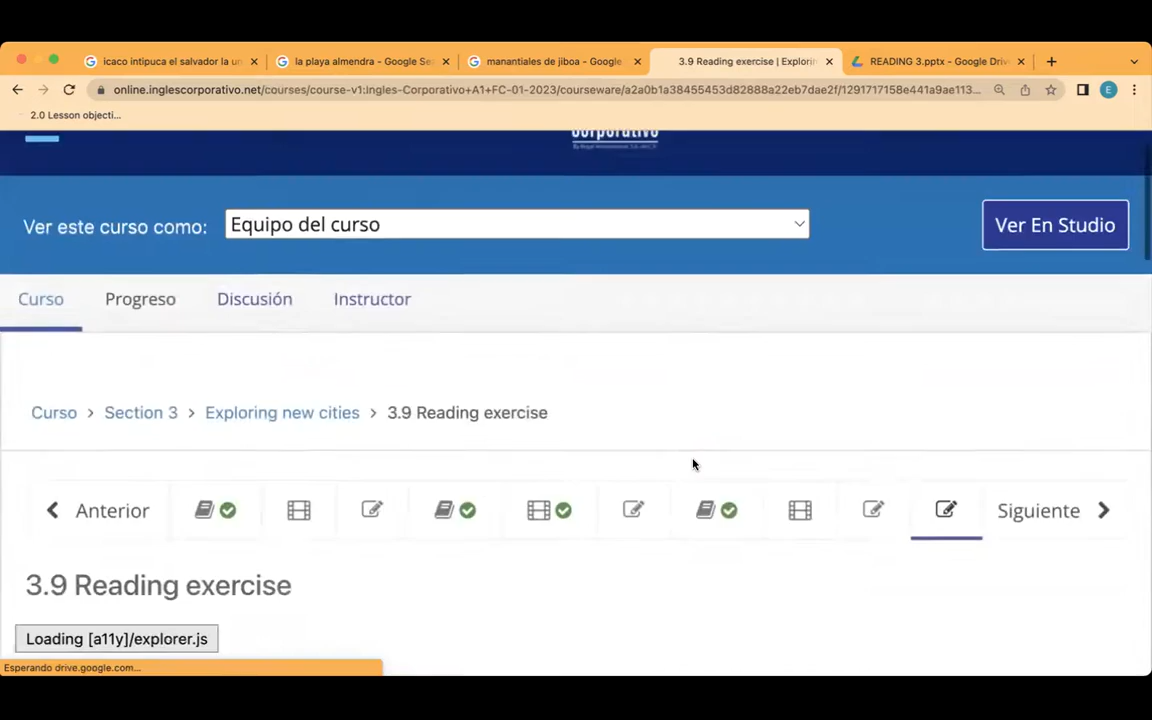 icaco intipuca el salvador la un
la playa almendra - Google Sea
manantiales de jiboa - Google
3.9 Reading exercise | Explorin
READING 3.pptx - Google Drive
online.inglescorporativo.net/courses/course-v1:Ingles-Corporativo+A1+FC-01-2023/courseware/a2a0b1a38455453d82888a22eb7dae2f/1291717158e441a9ae113...
E
2.0 Lesson objecti...
corporativo
Ver este curso como:
Equipo del curso
Ver En Studio
Curso
Progreso
Discusión
Instructor
Curso > Section 3 > Exploring new cities > 3.9 Reading exercise
Anterior
Siguiente
3.9 Reading exercise
Loading [a11y]/explorer.js
Esperando drive.google.com...